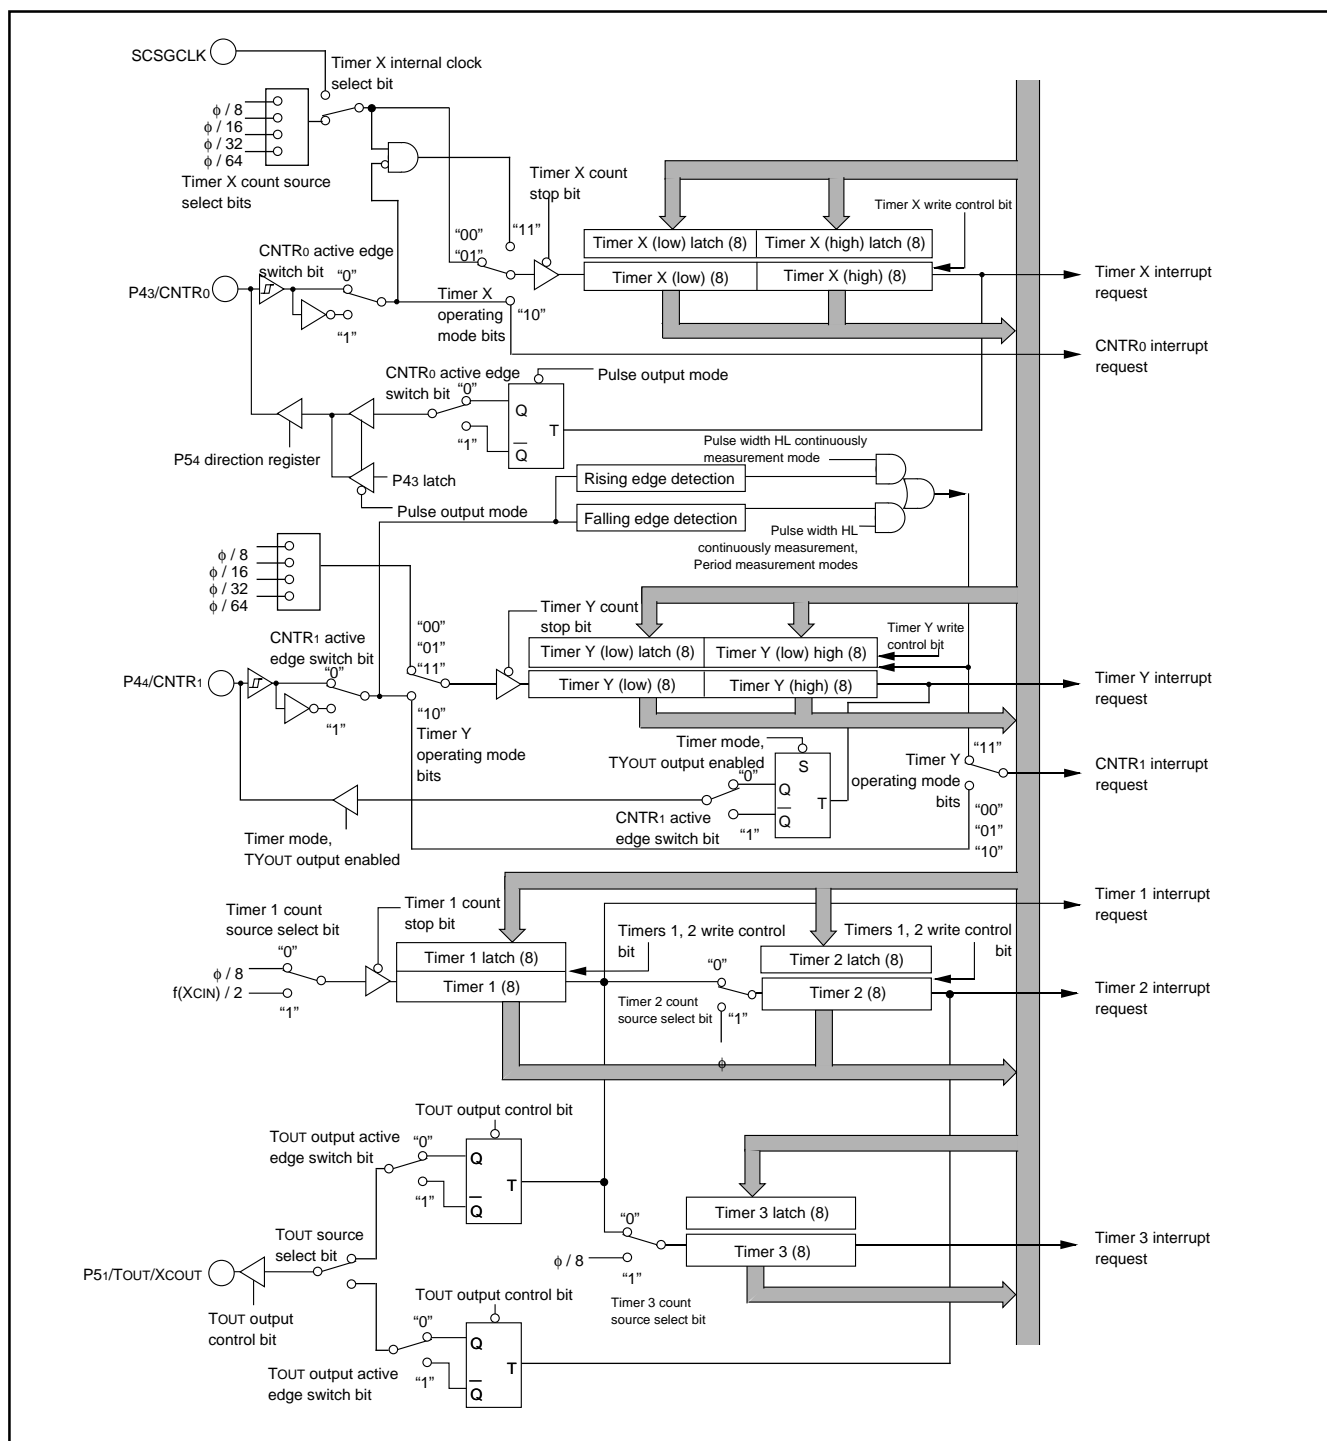 SCSGCLK
Timer X internal clock
select bit
ϕ / 8
ϕ / 16
ϕ / 32
ϕ / 64
Timer X count source
select bits
Timer X count
stop bit
Timer X write control bit
"00"
"01"
"11"
Timer X (low) latch (8)
Timer X (high) latch (8)
Timer X (low) (8)
Timer X (high) (8)
Timer X interrupt
request
CNTR0 active edge
switch bit
"0"
P43/CNTR0
"1"
Timer X
operating
mode bits
"10"
CNTR0 interrupt
request
CNTR0 active edge
switch bit
"0"
Pulse output mode
Q
T
Q
"1"
P54 direction register
P43 latch
Pulse output mode
Pulse width HL continuously
measurement mode
Rising edge detection
Falling edge detection
Pulse width HL
continuously measurement,
Period measurement modes
ϕ / 8
ϕ / 16
ϕ / 32
ϕ / 64
Timer Y count
stop bit
"00"
"01"
"11"
Timer Y (low) latch (8)
Timer Y (low) high (8)
Timer Y write
control bit
Timer Y (low) (8)
Timer Y (high) (8)
Timer Y interrupt
request
CNTR1 active
edge switch bit
"0"
P44/CNTR1
"1"
"10"
Timer Y
operating mode
bits
Timer mode,
TYOUT output enabled
"0"
S
Q
T
Q
"1"
CNTR1 active
edge switch bit
Timer mode,
TYOUT output enabled
Timer Y
operating mode
bits
"11"
"00"
"01"
"10"
CNTR1 interrupt
request
Timer 1 interrupt
request
Timer 1 count
source select bit
Timer 1 count
stop bit
"0"
ϕ / 8
f(XCIN) / 2
"1"
Timer 1 latch (8)
Timer 1 (8)
Timers 1, 2 write control
bit
Timers 1, 2 write control
bit
"0"
Timer 2 count
source select bit
"1"
ϕ
Timer 2 latch (8)
Timer 2 (8)
Timer 2 interrupt
request
TOUT output control bit
TOUT output active
edge switch bit
"0"
Q
T
Q
"1"
TOUT source
select bit
P51/TOUT/XCOUT
TOUT output
control bit
"0"
ϕ / 8
"1"
Timer 3 count
source select bit
Timer 3 latch (8)
Timer 3 (8)
Timer 3 interrupt
request
TOUT output control bit
"0"
Q
T
Q
"1"
TOUT output active
edge switch bit